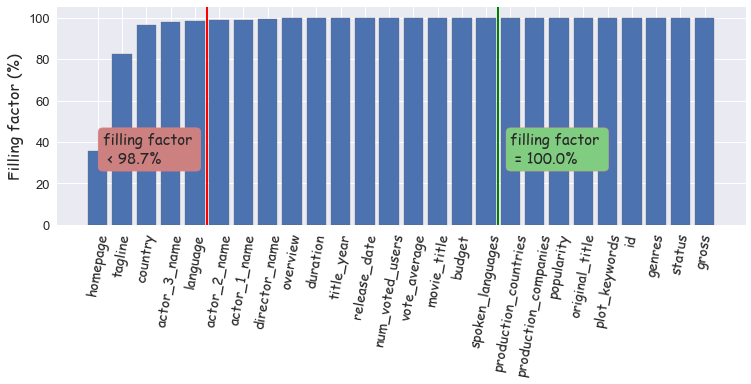 Filling factor (%)
100
80
60
40
20
0
filling factor
< 98.7%
filling factor
= 100.0%
homepage
tagline
country
actor_3_name
language
actor_2_name
actor_1_name
director_name
overview
duration
title_year
release_date
num_voted_users
vote_average
movie_title
budget
spoken_languages
production_countries
production_companies
popularity
original_title
plot_keywords
id
genres
status
gross